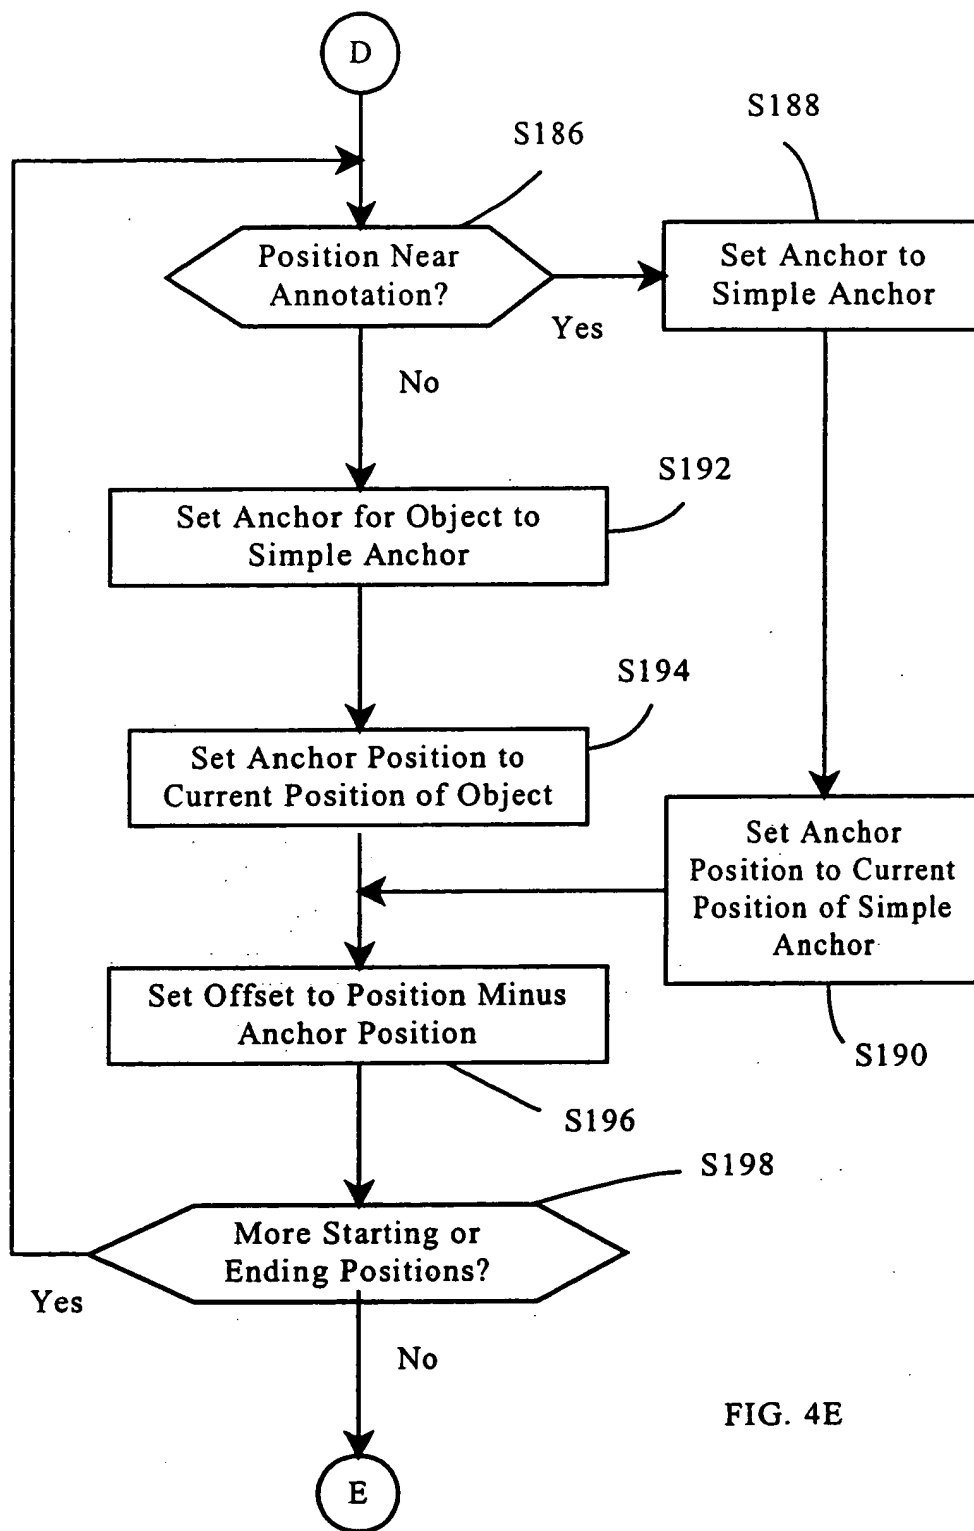 D
S186
S188
Position Near
Annotation?
Set Anchor to
Simple Anchor
Yes
No
S192
Set Anchor for Object to
Simple Anchor
S194
Set Anchor Position to
Current Position of Object
Set Anchor
Position to Current
Position of Simple
Anchor
Set Offset to Position Minus
Anchor Position
S190
S196
S198
More Starting or
Ending Positions?
Yes
No
FIG. 4E
E